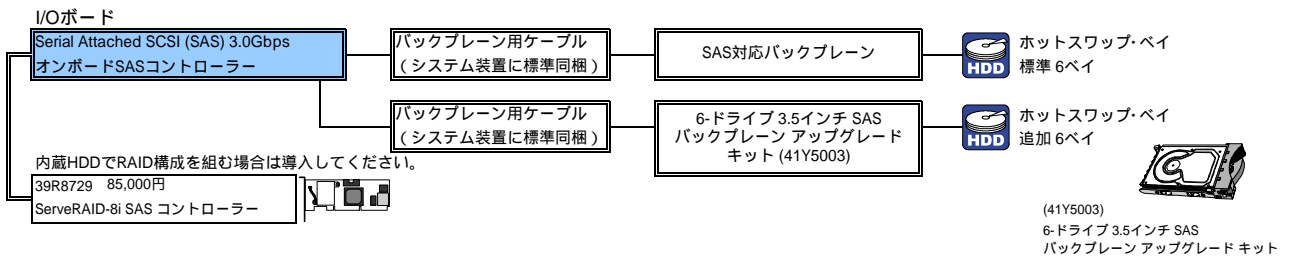 I/Oボード
Serial Attached SCSI (SAS) 3.0Gbps
オンボードSASコントローラー
バックプレーン用ケーブル
(システム装置に標準同梱)
SAS対応バックプレーン
HDD
ホットスワップ・ベイ
標準 6ベイ
バックプレーン用ケーブル
(システム装置に標準同梱)
6-ドライブ 3.5インチ SAS
バックプレーン アップグレード
キット (41Y5003)
HDD
ホットスワップ・ベイ
追加 6ベイ
内蔵HDDでRAID構成を組む場合は導入してください。
39R8729 85,000円
ServeRAID-8i SAS コントローラー
(41Y5003)
6-ドライブ 3.5インチ SAS
バックプレーン アップグレード キット